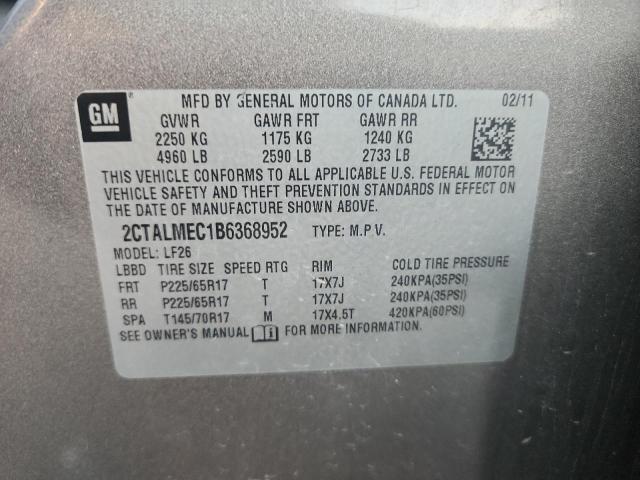 GM
MFD BY GENERAL MOTORS OF CANADA LTD. 02/11
GVWR GAWR FRT GAWR RR
2250 KG 1175 KG 1240 KG
4960 LB 2590 LB 2733 LB
THIS VEHICLE CONFORMS TO ALL APPLICABLE U.S. FEDERAL MOTOR
VEHICLE SAFETY AND THEFT PREVENTION STANDARDS IN EFFECT ON
THE DATE OF MANUFACTURE SHOWN ABOVE.
2CTALMEC1B6368952 TYPE: M.P.V.
MODEL: LF26
LBBD TIRE SIZE SPEED RTG RIM COLD TIRE PRESSURE
FRT P225/65R17 T 17X7J 240KPA(35PSI)
RR P225/65R17 T 17X7J 240KPA(35PSI)
SPA T145/70R17 M 17X4.5T 420KPA(60PSI)
SEE OWNER'S MANUAL FOR MORE INFORMATION.